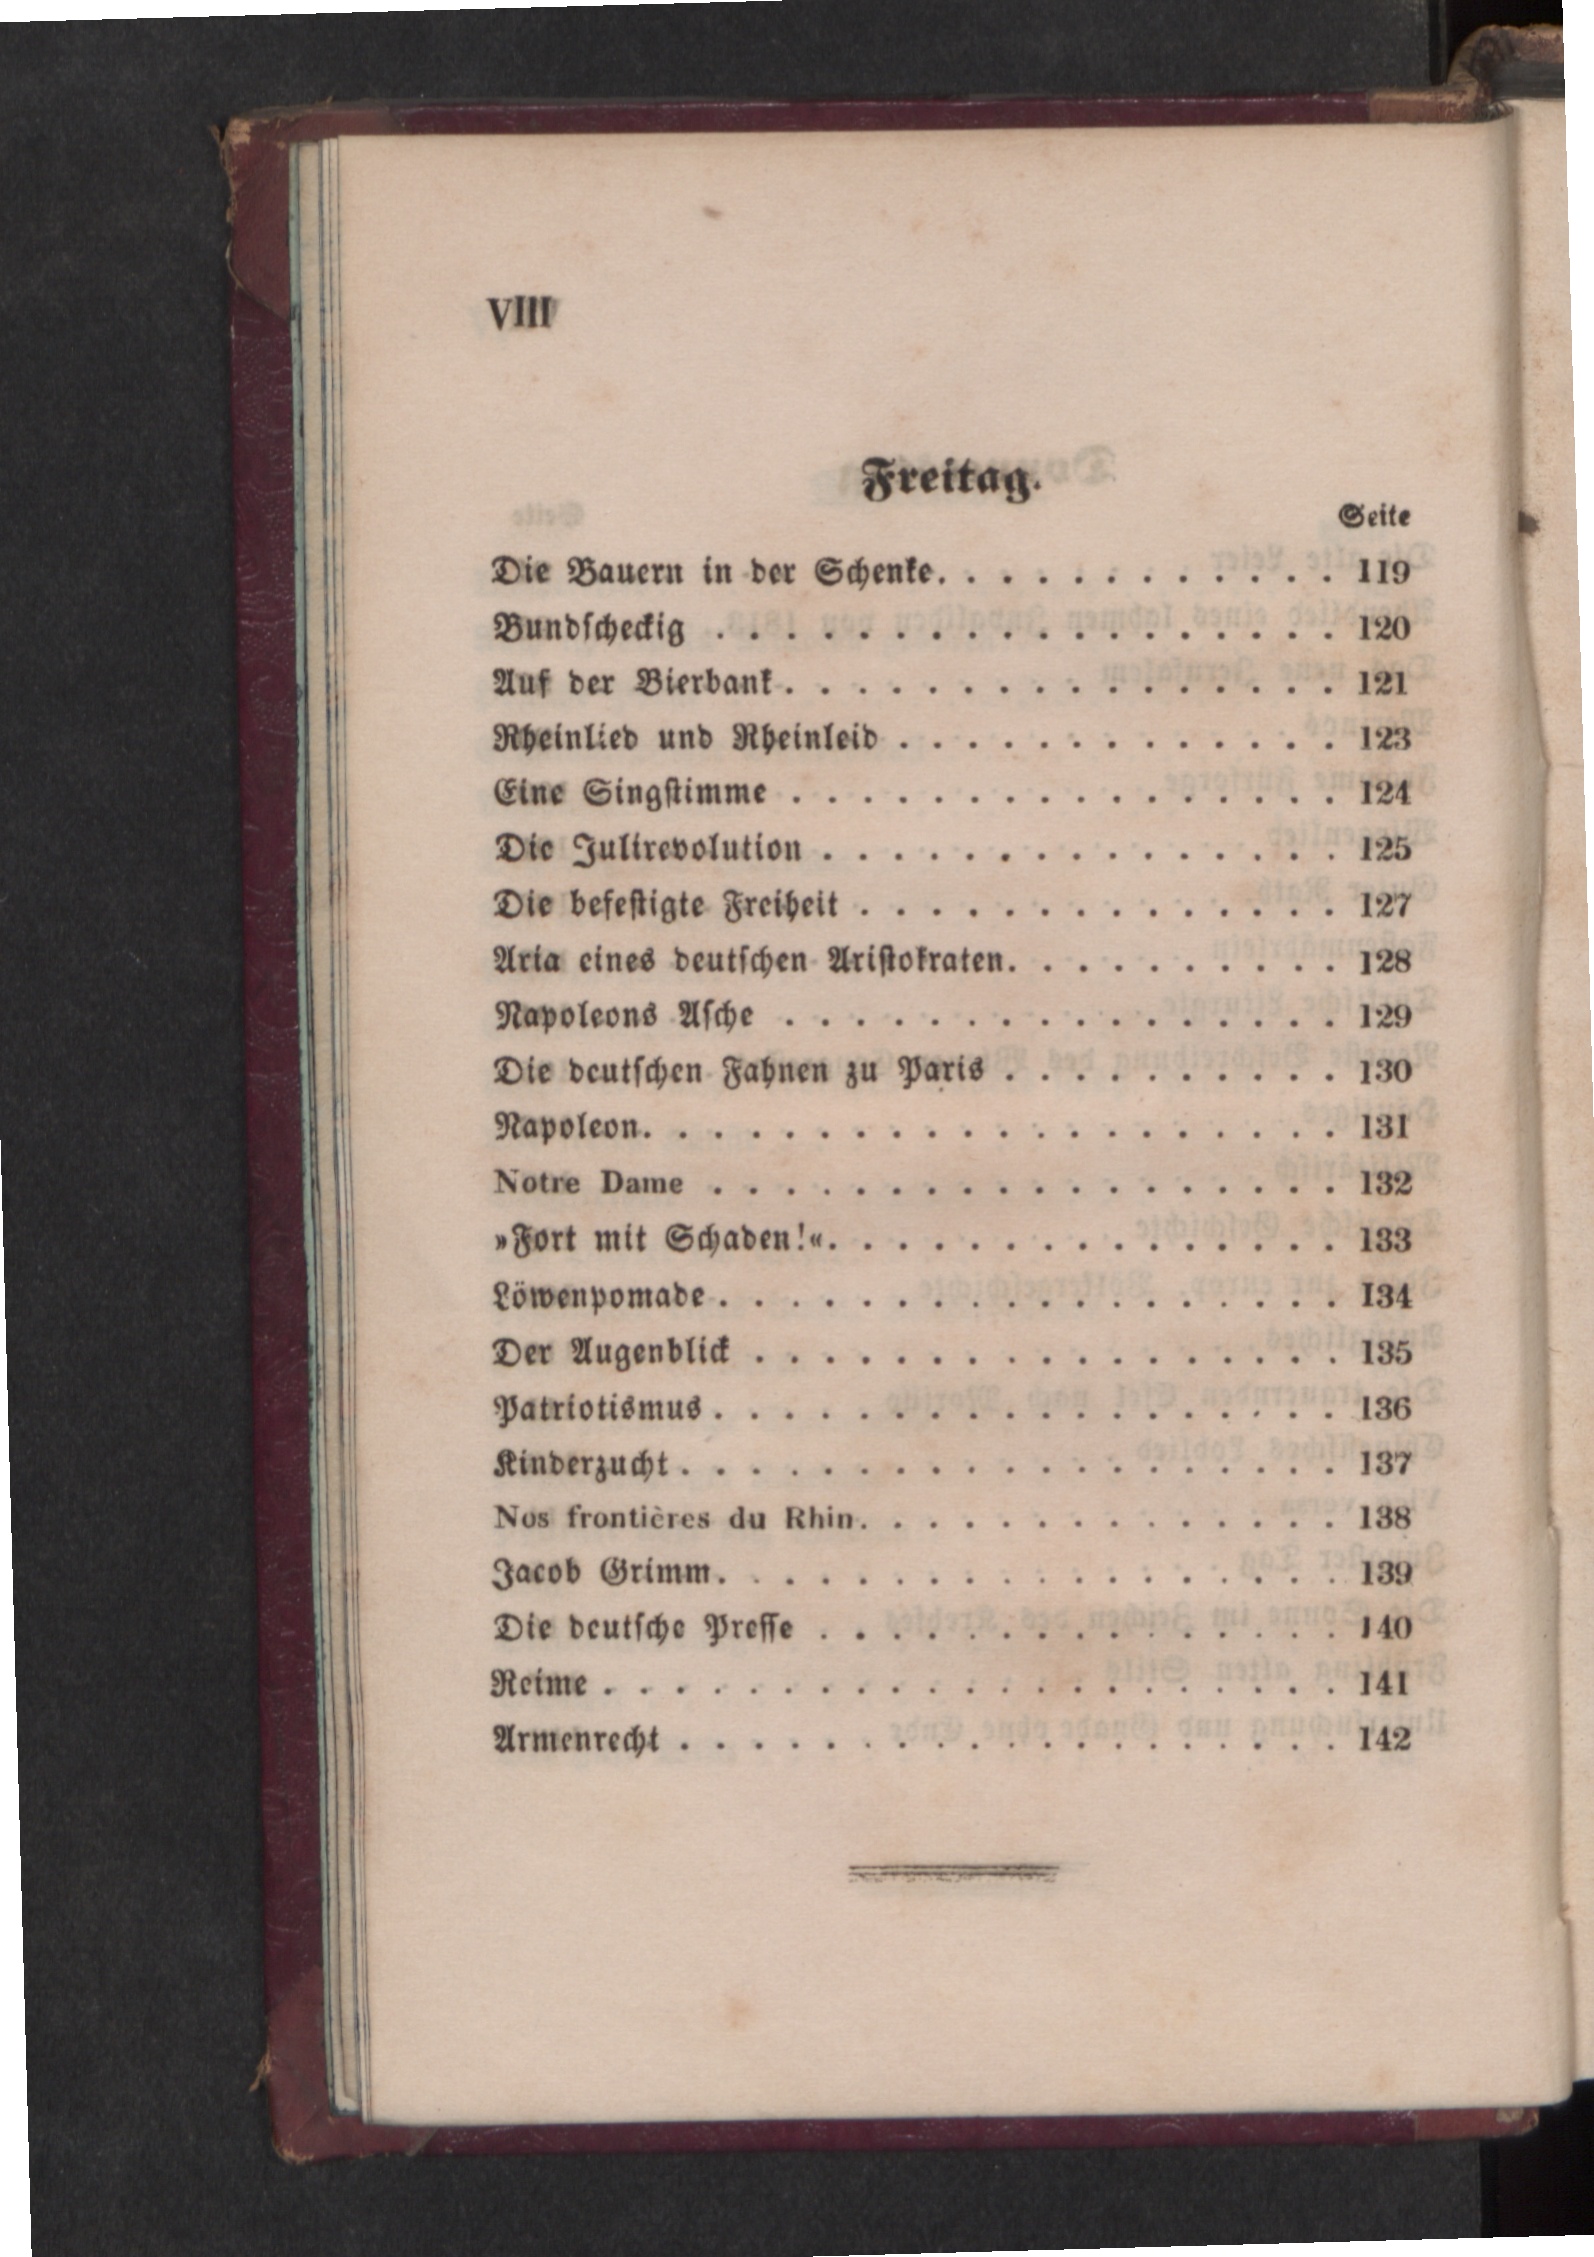 VIII
Freitag.
Seite
Die Bauern in der Schenke. . . . . . . . . . . . 119
Bundscheckig . . . . . . . . . . . . . . . . . . 120
Auf der Bierbank . . . . . . . . . . . . . . . . 121
Rheinlied und Rheinleid . . . . . . . . . . . . . 123
Eine Singstimme . . . . . . . . . . . . . . . . 124
Die Julirevolution . . . . . . . . . . . . . . . 125
Die befestigte Freiheit . . . . . . . . . . . . . . 127
Aria eines deutschen Aristokraten. . . . . . . . . . 128
Napoleons Asche . . . . . . . . . . . . . . . . 129
Die deutschen Fahnen zu Paris . . . . . . . . . . 130
Napoleon. . . . . . . . . . . . . . . . . . . . 131
Notre Dame . . . . . . . . . . . . . . . . . . 132
»Fort mit Schaden!«. . . . . . . . . . . . . . . 133
Löwenpomade . . . . . . . . . . . . . . . . . . 134
Der Augenblick . . . . . . . . . . . . . . . . . 135
Patriotismus . . . . . . . . . . . . . . . . . . 136
Kinderzucht . . . . . . . . . . . . . . . . . . . 137
Nos frontières du Rhin. . . . . . . . . . . . . . 138
Jacob Grimm. . . . . . . . . . . . . . . . . . 139
Die deutsche Presse . . . . . . . . . . . . . . . 140
Reime . . . . . . . . . . . . . . . . . . . . . 141
Armenrecht . . . . . . . . . . . . . . . . . . . 142